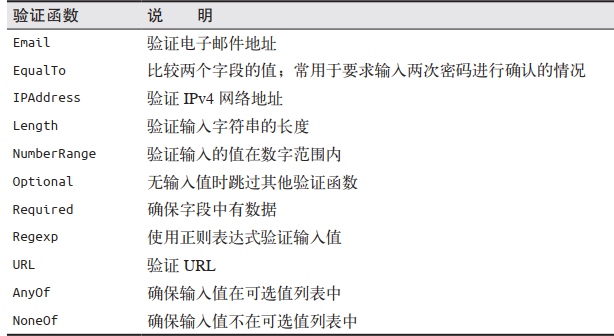 验证函数 说 明
Email 验证电子邮件地址
EqualTo 比较两个字段的值；常用于要求输入两次密码进行确认的情况
IPAddress 验证 IPv4 网络地址
Length 验证输入字符串的长度
NumberRange 验证输入的值在数字范围内
Optional 无输入值时跳过其他验证函数
Required 确保字段中有数据
Regexp 使用正则表达式验证输入值
URL 验证 URL
AnyOf 确保输入值在可选值列表中
NoneOf 确保输入值不在可选值列表中